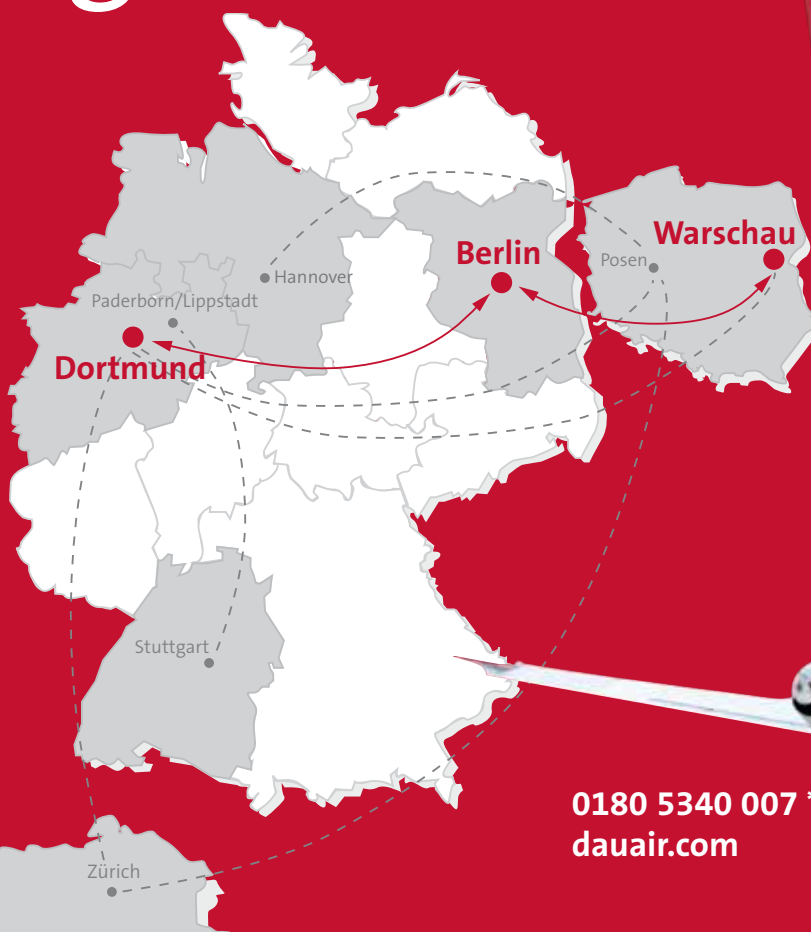 Berlin
Warschau
Posen
Hannover
Paderborn/Lippstadt
Dortmund
Stuttgart
0180 5340 007 *
dauair.com
Zürich